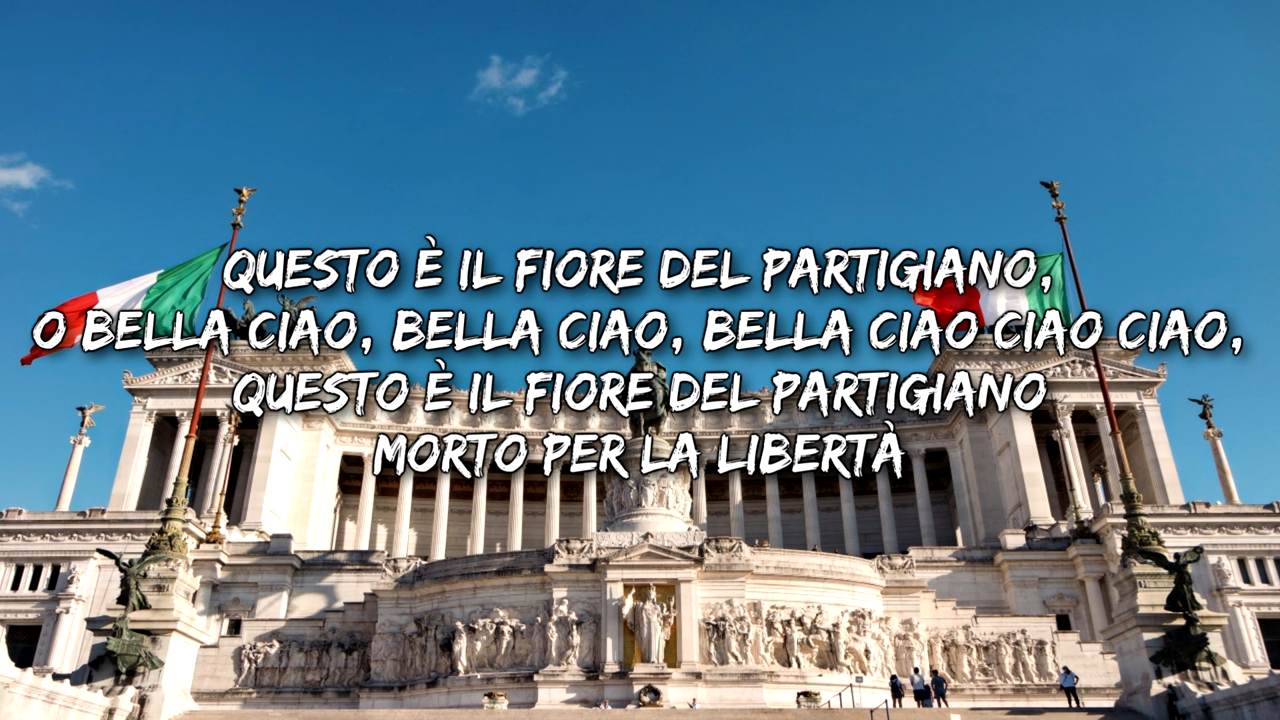 QUESTO È IL FIORE DEL PARTIGIANO,
O BELLA CIAO, BELLA CIAO, BELLA CIAO CIAO CIAO,
QUESTO È IL FIORE DEL PARTIGIANO
MORTO PER LA LIBERTÀ